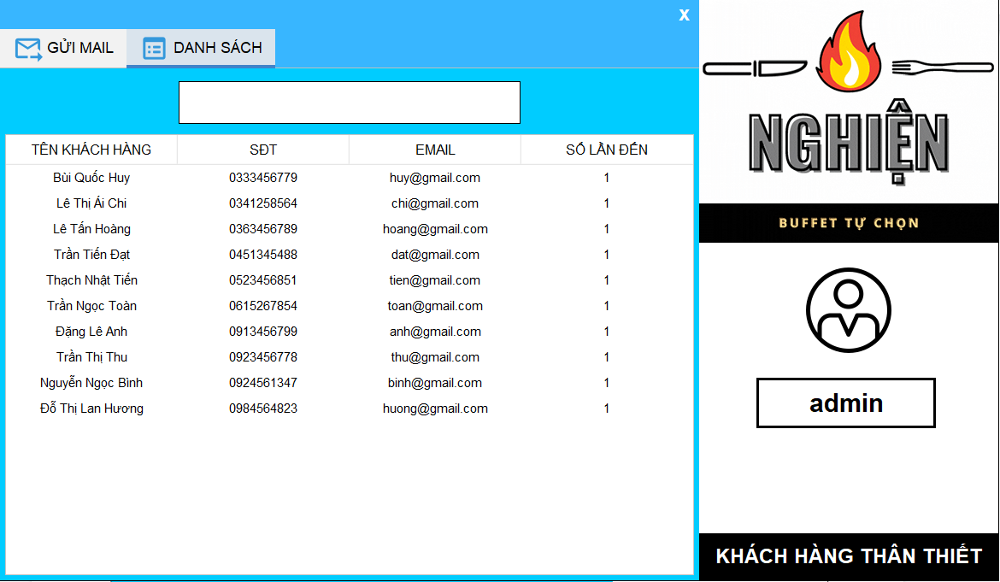 X
GỬI MAIL DANH SÁCH
TÊN KHÁCH HÀNG SĐT EMAIL SỐ LẦN ĐẾN
Bùi Quốc Huy 0333456779 huy@gmail.com 1
Lê Thị Ái Chi 0341258564 chi@gmail.com 1
Lê Tấn Hoàng 0363456789 hoang@gmail.com 1
Trần Tiến Đạt 0451345488 dat@gmail.com 1
Thạch Nhật Tiến 0523456851 tien@gmail.com 1
Trần Ngọc Toàn 0615267854 toan@gmail.com 1
Đặng Lê Anh 0913456799 anh@gmail.com 1
Trần Thị Thu 0923456778 thu@gmail.com 1
Nguyễn Ngọc Bình 0924561347 binh@gmail.com 1
Đỗ Thị Lan Hương 0984564823 huong@gmail.com 1
NGHIỆN
BUFFET TỰ CHỌN
admin
KHÁCH HÀNG THÂN THIẾT